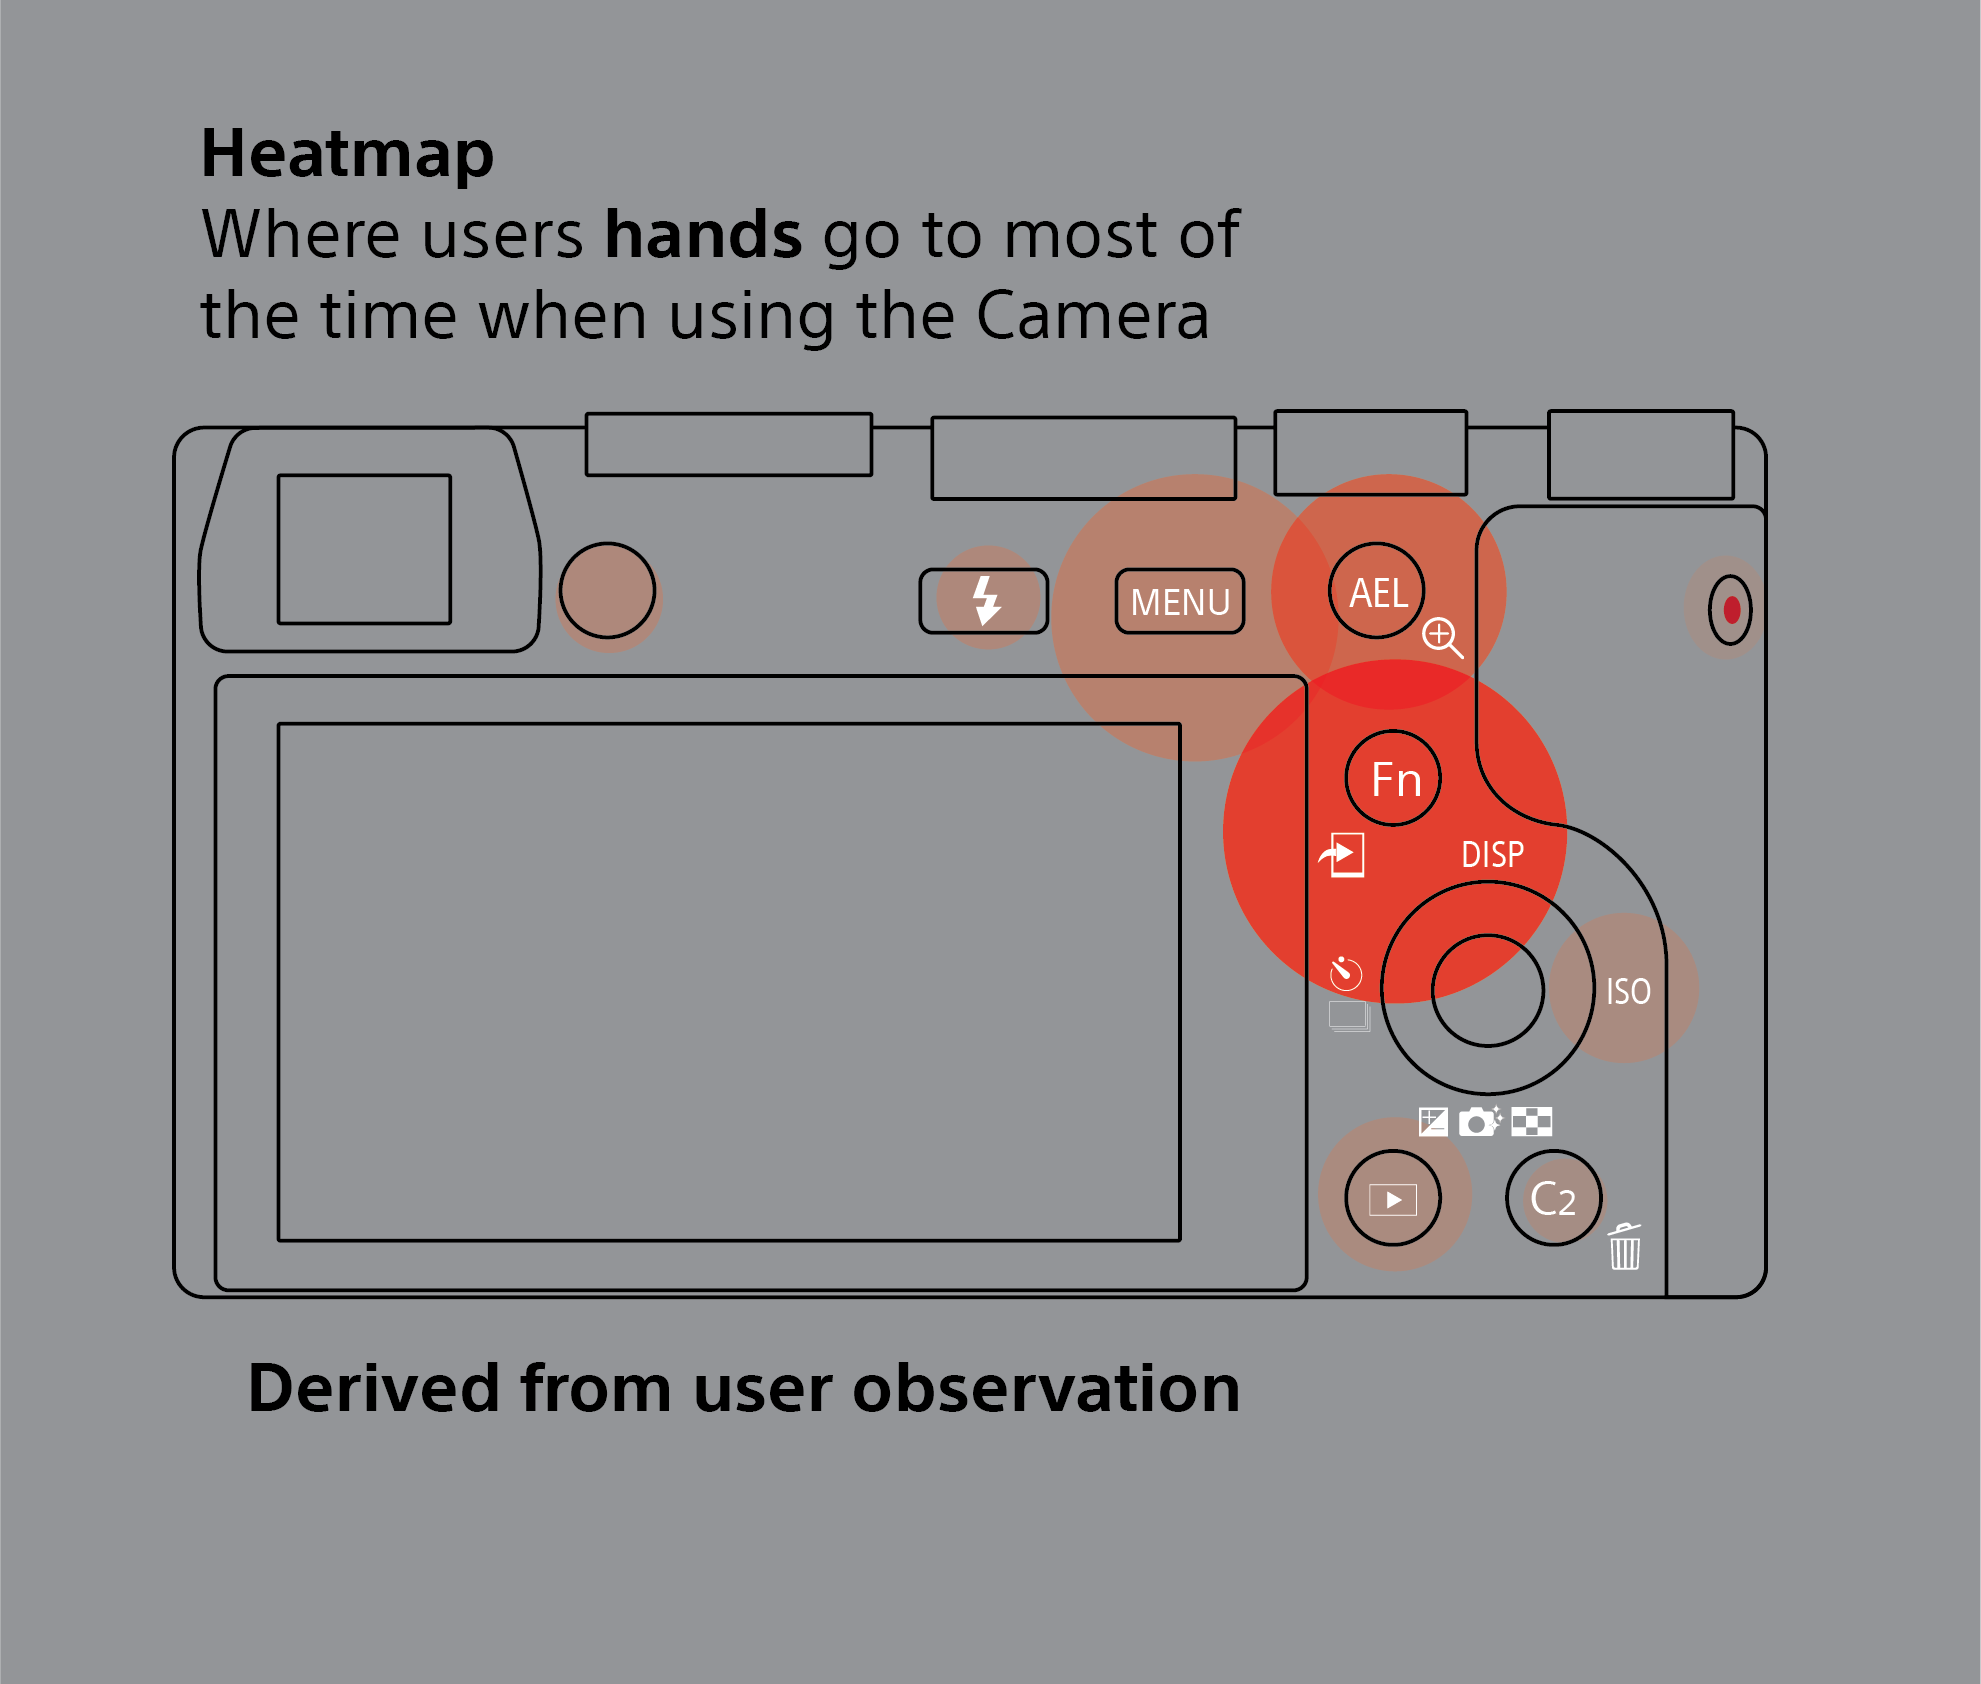 Heatmap
Where users hands go to most of
the time when using the Camera
MENU
AEL
Fn
DISP
ISO
C2
Derived from user observation